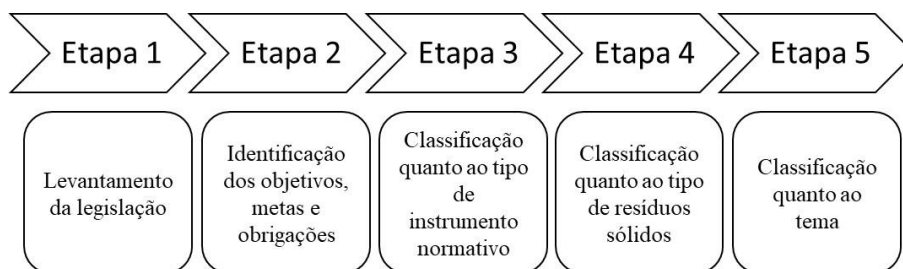 Etapa 1
Etapa 2
Etapa 3
Etapa 4
Etapa 5
Levantamento
da legislação
Identificação
dos objetivos,
metas e
obrigações
Classificação
quanto ao tipo
de
instrumento
normativo
Classificação
quanto ao tipo
de resíduos
sólidos
Classificação
quanto ao
tema